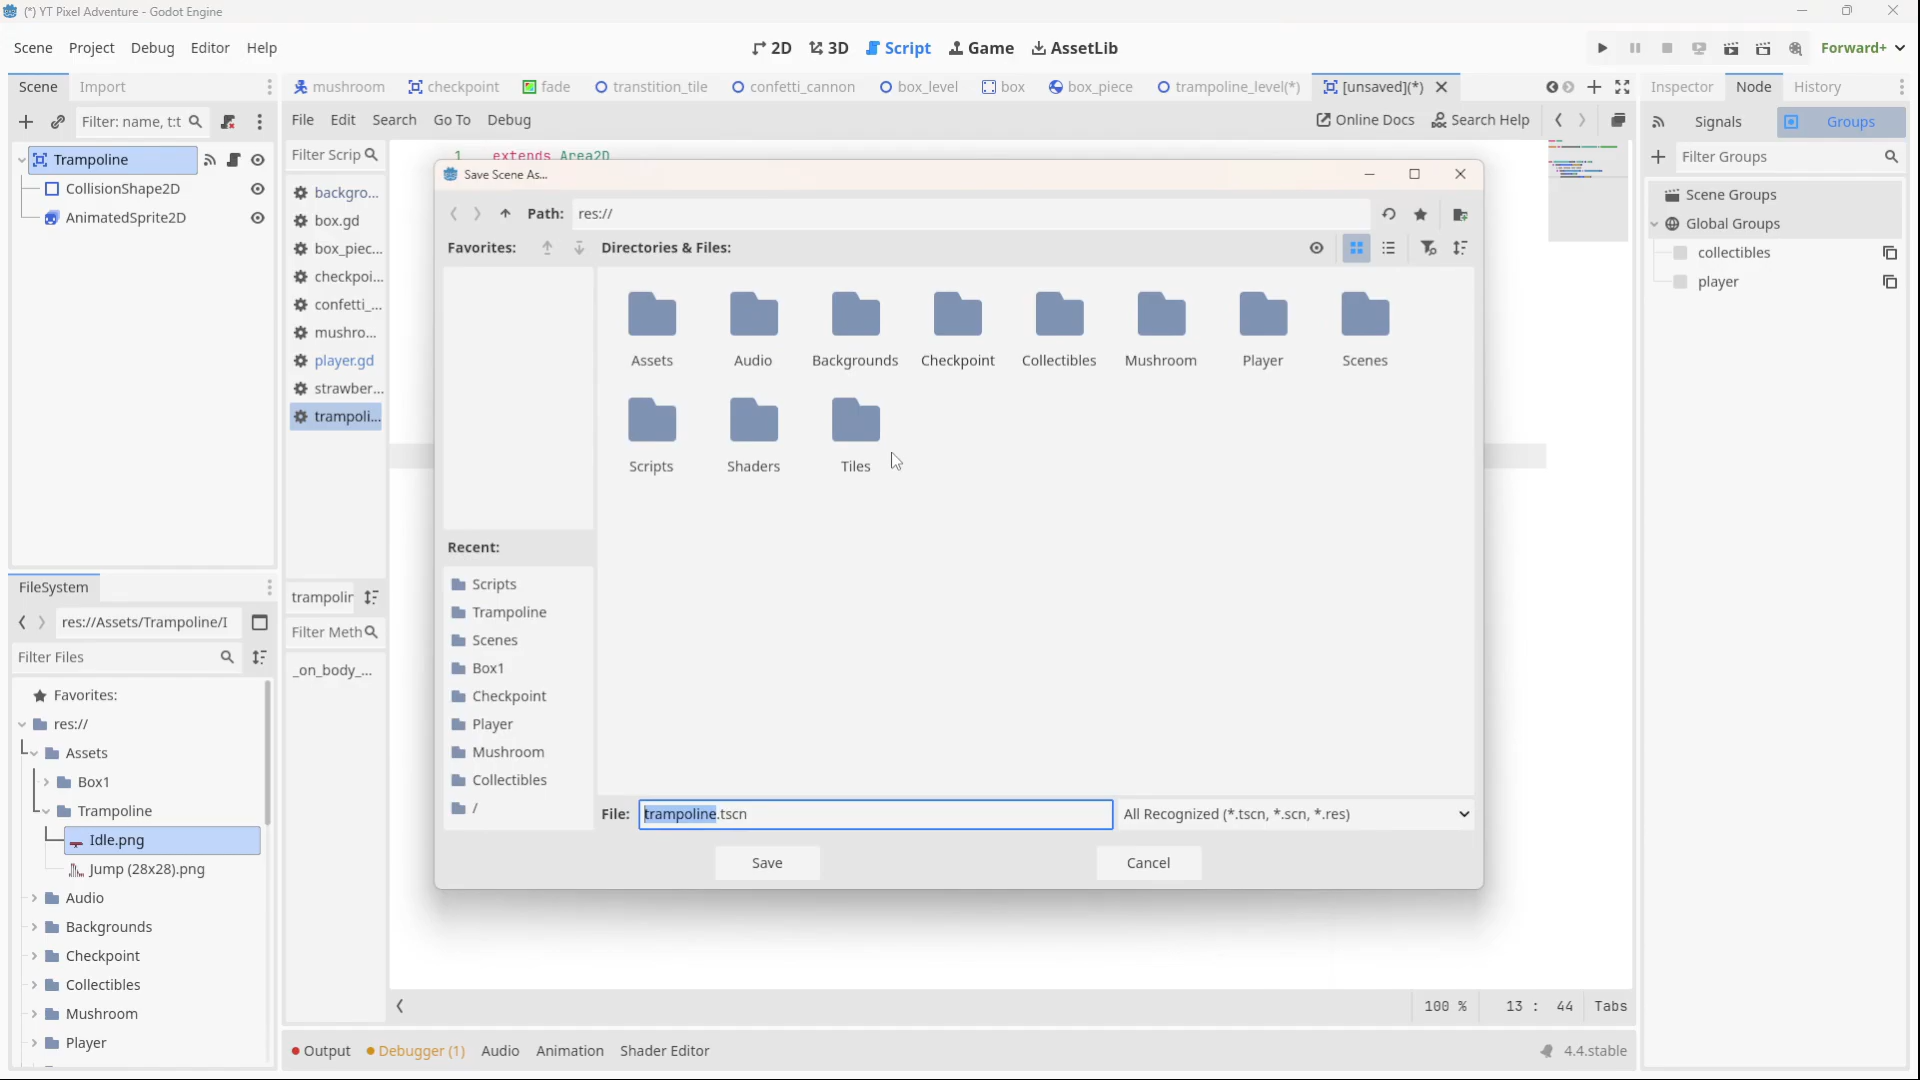 (*) YT Pixel Adventure - Godot Engine
Scene Project Debug Editor Help
2D 3D Script Game AssetLib
Forward+
Scene Import
mushroom checkpoint fade transtition_tile confetti_cannon box_level box box_piece trampoline_level(*) [unsaved](*)
Inspector Node History
Filter: name, t:t
File Edit Search Go To Debug
Online Docs Search Help
Signals Groups
Filter Scrip
1 extends Area2D
Filter Groups
Trampoline
CollisionShape2D
AnimatedSprite2D
backgro...
box.gd
box_piec...
checkpoi...
confetti_...
mushro...
player.gd
strawber...
trampoli...
trampolin
Filter Meth
_on_body_...
Save Scene As...
Path: res://
Favorites: Directories & Files:
Assets Audio Backgrounds Checkpoint Collectibles Mushroom Player Scenes
Scripts Shaders Tiles
Recent:
Scripts
Trampoline
Scenes
Box1
Checkpoint
Player
Mushroom
Collectibles
/
File: trampoline.tscn All Recognized (*.tscn, *.scn, *.res)
Save Cancel
Scene Groups
Global Groups
collectibles
player
FileSystem
res://Assets/Trampoline/I
Filter Files
Favorites:
res://
Assets
Box1
Trampoline
Idle.png
Jump (28x28).png
Audio
Backgrounds
Checkpoint
Collectibles
Mushroom
Player
100 % 13 : 44 Tabs
Output Debugger (1) Audio Animation Shader Editor
4.4.stable